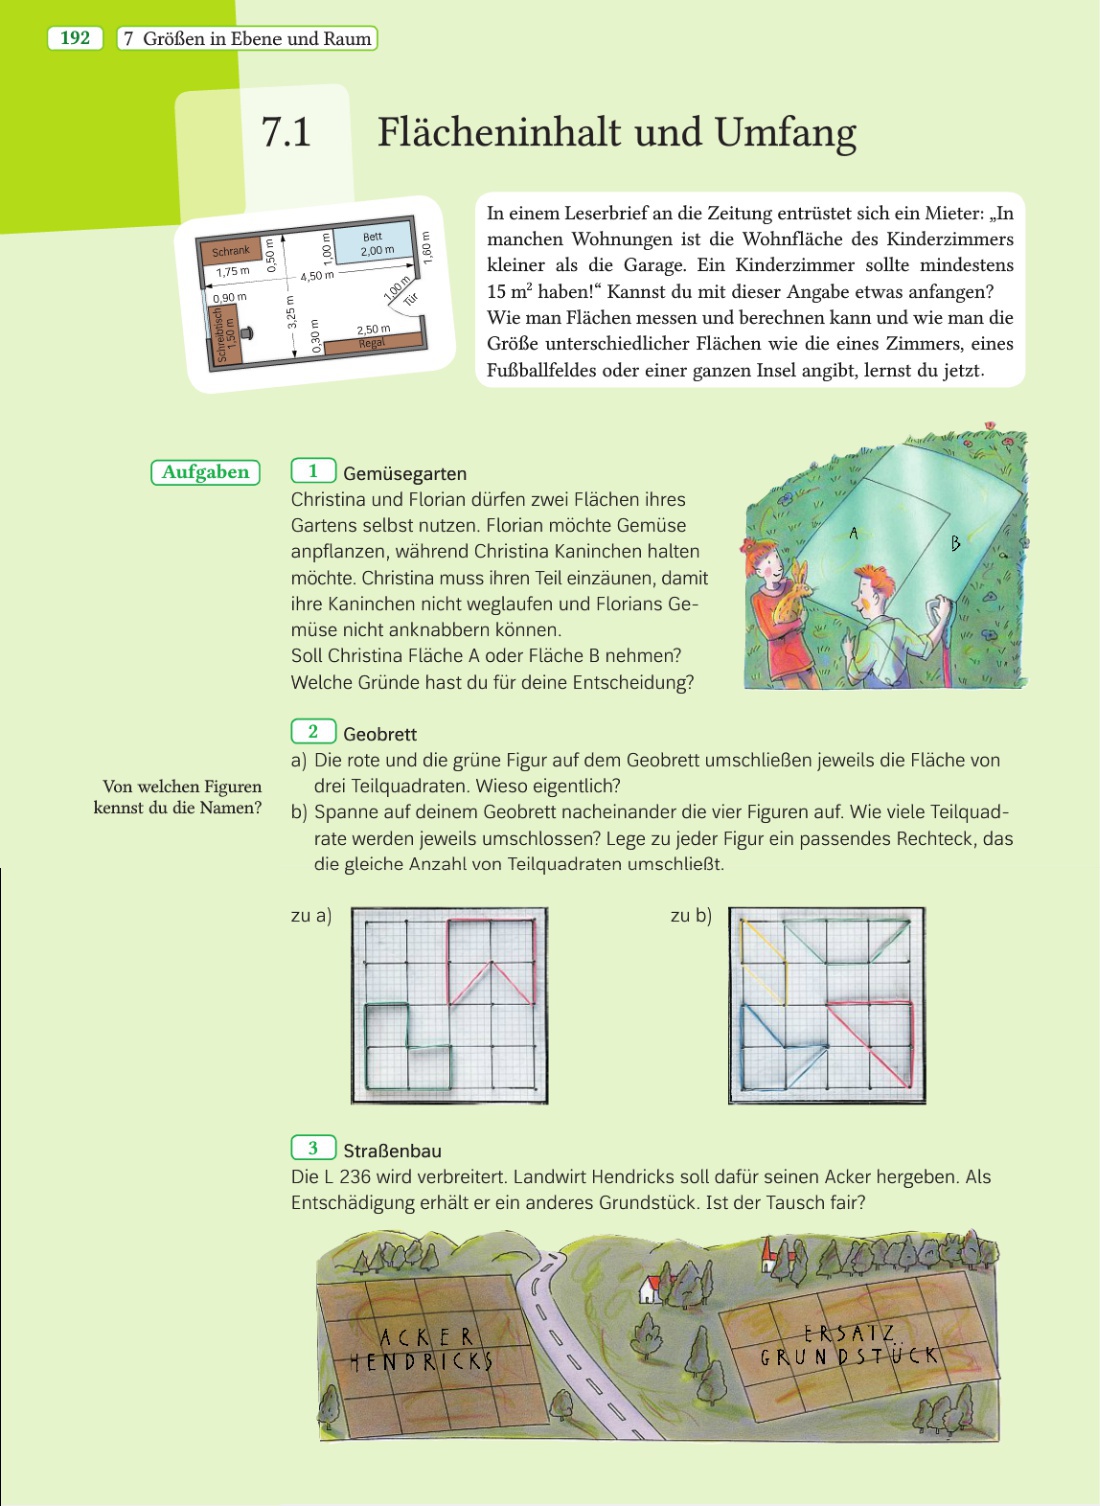 192
7 Größen in Ebene und Raum
7.1 Flächeninhalt und Umfang
Schrank
1,75 m
0,50 m
1,00 m
Bett
2,00 m
1,60 m
4,50 m
1,00 m
Tür
0,90 m
Schreibtisch
1,50 m
3,25 m
0,30 m
2,50 m
Regal
In einem Leserbrief an die Zeitung entrüstet sich ein Mieter: „In
manchen Wohnungen ist die Wohnfläche des Kinderzimmers
kleiner als die Garage. Ein Kinderzimmer sollte mindestens
15 m² haben!“ Kannst du mit dieser Angabe etwas anfangen?
Wie man Flächen messen und berechnen kann und wie man die
Größe unterschiedlicher Flächen wie die eines Zimmers, eines
Fußballfeldes oder einer ganzen Insel angibt, lernst du jetzt.
Aufgaben
1 Gemüsegarten
Christina und Florian dürfen zwei Flächen ihres
Gartens selbst nutzen. Florian möchte Gemüse
anpflanzen, während Christina Kaninchen halten
möchte. Christina muss ihren Teil einzäunen, damit
ihre Kaninchen nicht weglaufen und Florians Ge-
müse nicht anknabbern können.
Soll Christina Fläche A oder Fläche B nehmen?
Welche Gründe hast du für deine Entscheidung?
A
B
2 Geobrett
a) Die rote und die grüne Figur auf dem Geobrett umschließen jeweils die Fläche von
drei Teilquadraten. Wieso eigentlich?
Von welchen Figuren
kennst du die Namen?
b) Spanne auf deinem Geobrett nacheinander die vier Figuren auf. Wie viele Teilquad-
rate werden jeweils umschlossen? Lege zu jeder Figur ein passendes Rechteck, das
die gleiche Anzahl von Teilquadraten umschließt.
zu a)
zu b)
3 Straßenbau
Die L 236 wird verbreitert. Landwirt Hendricks soll dafür seinen Acker hergeben. Als
Entschädigung erhält er ein anderes Grundstück. Ist der Tausch fair?
ACKER
HENDRICKS
ERSATZ
GRUNDSTÜCK